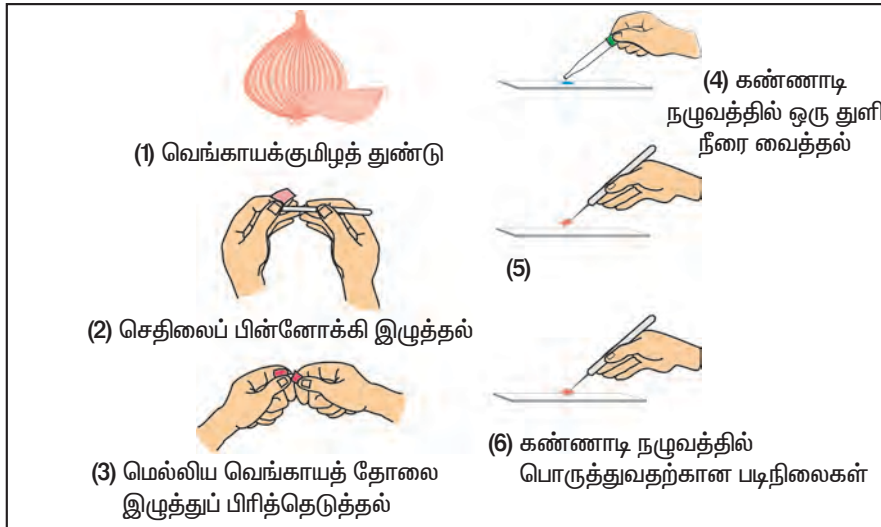 (1) வெங்காயக்குமிழத் துண்டு
(2) செதிலைப் பின்னோக்கி இழுத்தல்
(3) மெல்லிய வெங்காயத் தோலை
இழுத்துப் பிரித்தெடுத்தல்
(4) கண்ணாடி
நழுவத்தில் ஒரு துளி
நீரை வைத்தல்
(5)
(6) கண்ணாடி நழுவத்தில்
பொருத்துவதற்கான படிநிலைகள்